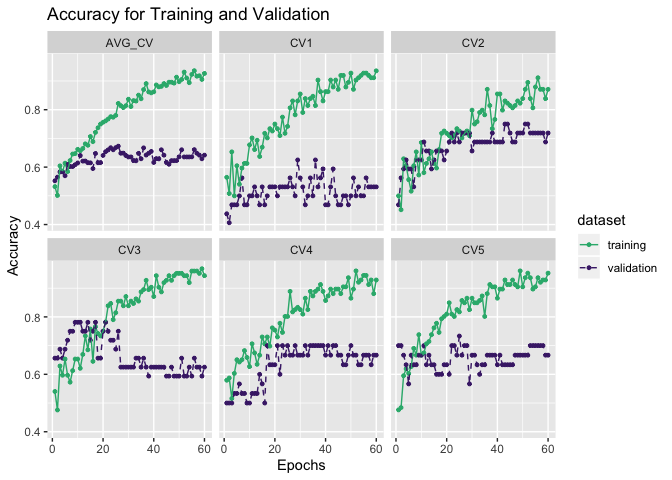 Accuracy for Training and Validation
AVG_CV CV1 CV2
0.8
0.6
0.4
Accuracy
CV3 CV4 CV5
0.8
0.6
0.4
0 20 40 60 0 20 40 60 0 20 40 60
Epochs
dataset
training
validation